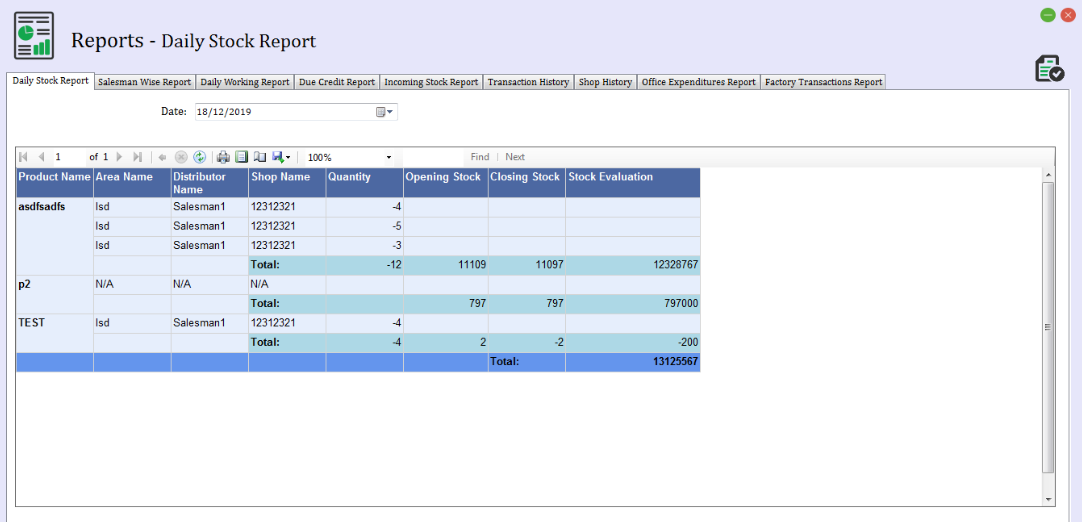 Reports - Daily Stock Report
Daily Stock Report Salesman Wise Report Daily Working Report Due Credit Report Incoming Stock Report Transaction History Shop History Office Expenditures Report Factory Transactions Report
Date: 18/12/2019
1 of 1 100% Find Next
Product Name Area Name Distributor Name Shop Name Quantity Opening Stock Closing Stock Stock Evaluation
asdfsadfs Isd Salesman1 12312321 -4
Isd Salesman1 12312321 -5
Isd Salesman1 12312321 -3
Total: -12 11109 11097 12328767
p2 N/A N/A N/A
Total: 797 797 797000
TEST Isd Salesman1 12312321 -4
Total: -4 2 -2 -200
Total: 13125567